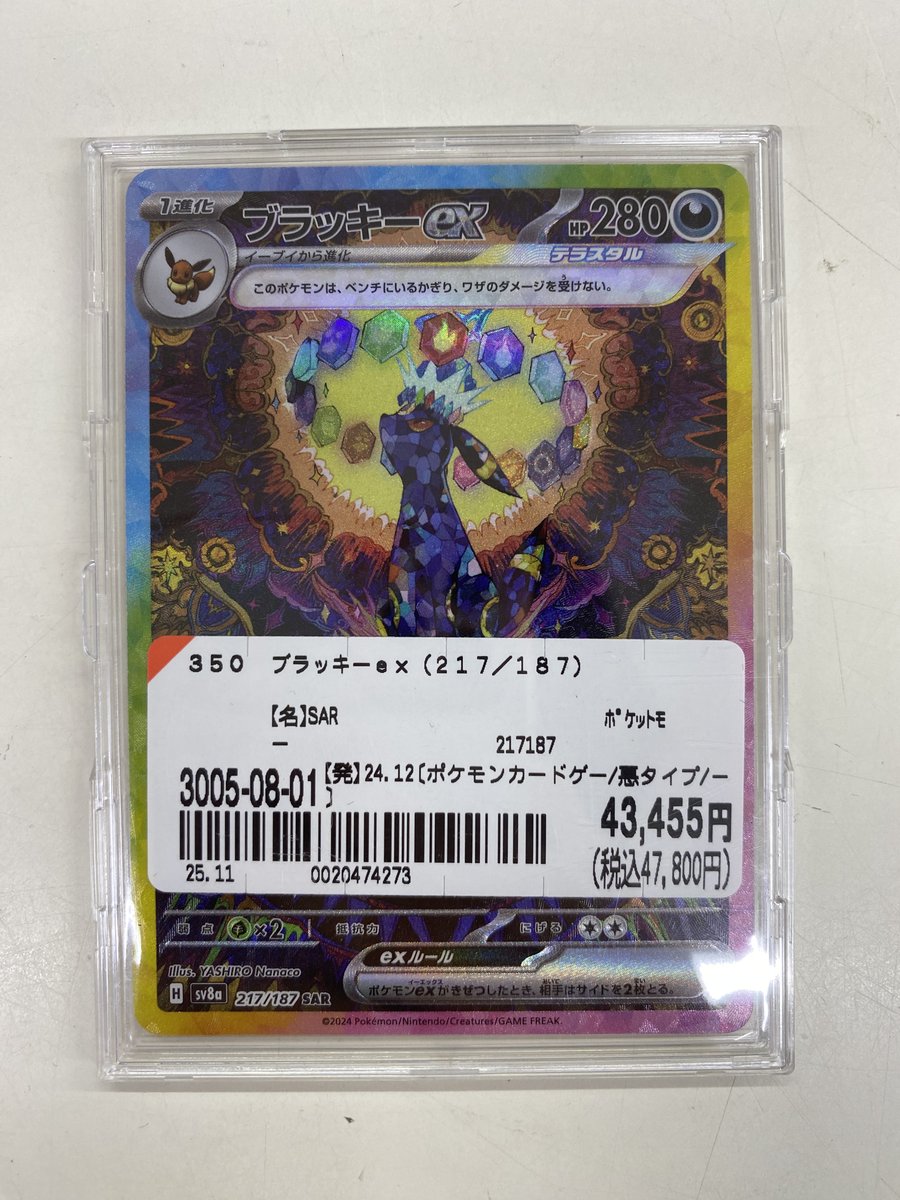 1進化 ブラッキーex HP280
イーブイから進化 テラスタル
このポケモンは、ベンチにいるかぎり、ワザのダメージを受けない。
350 ブラッキーex(217/187)
【名】SAR ポケットモ
ー 217187
3005-08-01 【発】24.12〔ポケモンカードゲー/悪タイプ/ー
〕
43,455円
(税込47,800円)
25.11 0020474273
弱点 ×2 抵抗力 にげる
Illus. YASHIRO Nanaco
exルール
ポケモンexがきぜつしたとき、相手はサイドを2枚とる。
H sv8a 217/187 SAR
©2024 Pokémon/Nintendo/Creatures/GAME FREAK.